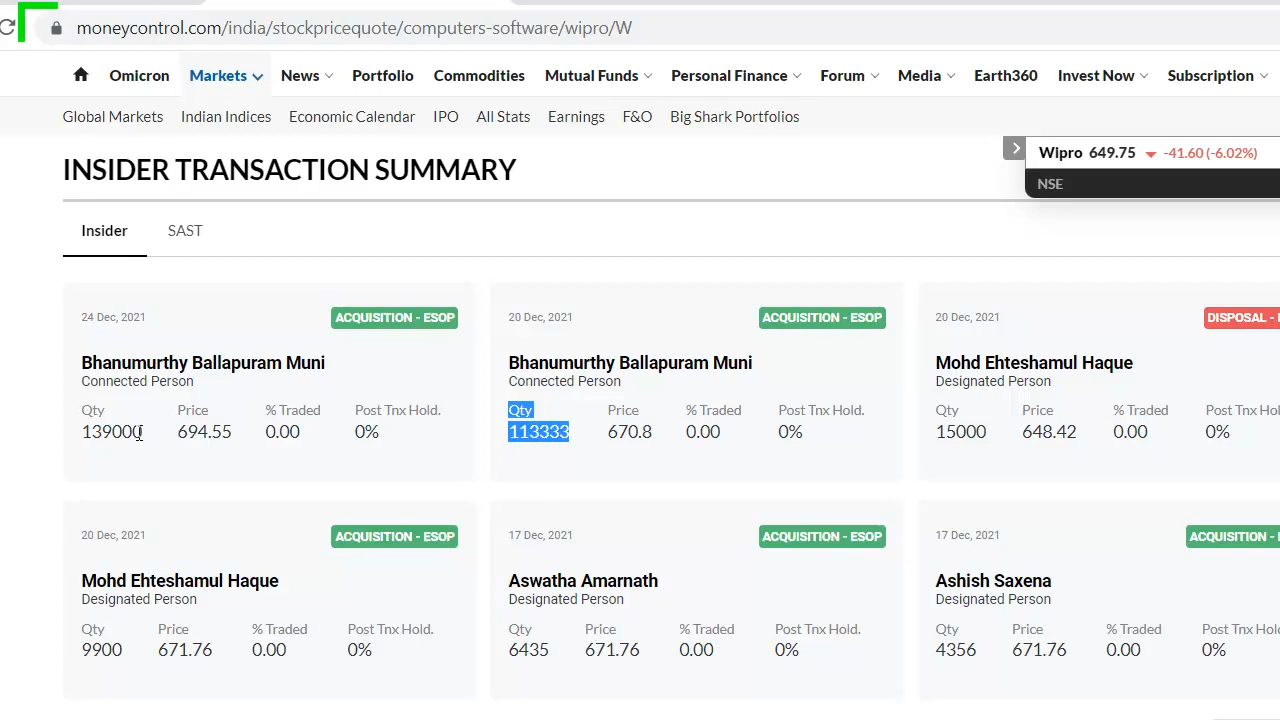 moneycontrol.com/india/stockpricequote/computers-software/wipro/W
Omicron Markets News Portfolio Commodities Mutual Funds Personal Finance Forum Media Earth360 Invest Now Subscription
Global Markets Indian Indices Economic Calendar IPO All Stats Earnings F&O Big Shark Portfolios
INSIDER TRANSACTION SUMMARY
Wipro 649.75 -41.60 (-6.02%)
NSE
Insider SAST
24 Dec, 2021 ACQUISITION - ESOP
Bhanumurthy Ballapuram Muni
Connected Person
Qty Price % Traded Post Tnx Hold.
139000 694.55 0.00 0%
20 Dec, 2021 ACQUISITION - ESOP
Bhanumurthy Ballapuram Muni
Connected Person
Qty Price % Traded Post Tnx Hold.
113333 670.8 0.00 0%
20 Dec, 2021 DISPOSAL -
Mohd Ehteshamul Haque
Designated Person
Qty Price % Traded Post Tnx Hold.
15000 648.42 0.00 0%
20 Dec, 2021 ACQUISITION - ESOP
Mohd Ehteshamul Haque
Designated Person
Qty Price % Traded Post Tnx Hold.
9900 671.76 0.00 0%
17 Dec, 2021 ACQUISITION - ESOP
Aswatha Amarnath
Designated Person
Qty Price % Traded Post Tnx Hold.
6435 671.76 0.00 0%
17 Dec, 2021 ACQUISITION -
Ashish Saxena
Designated Person
Qty Price % Traded Post Tnx Hold.
4356 671.76 0.00 0%